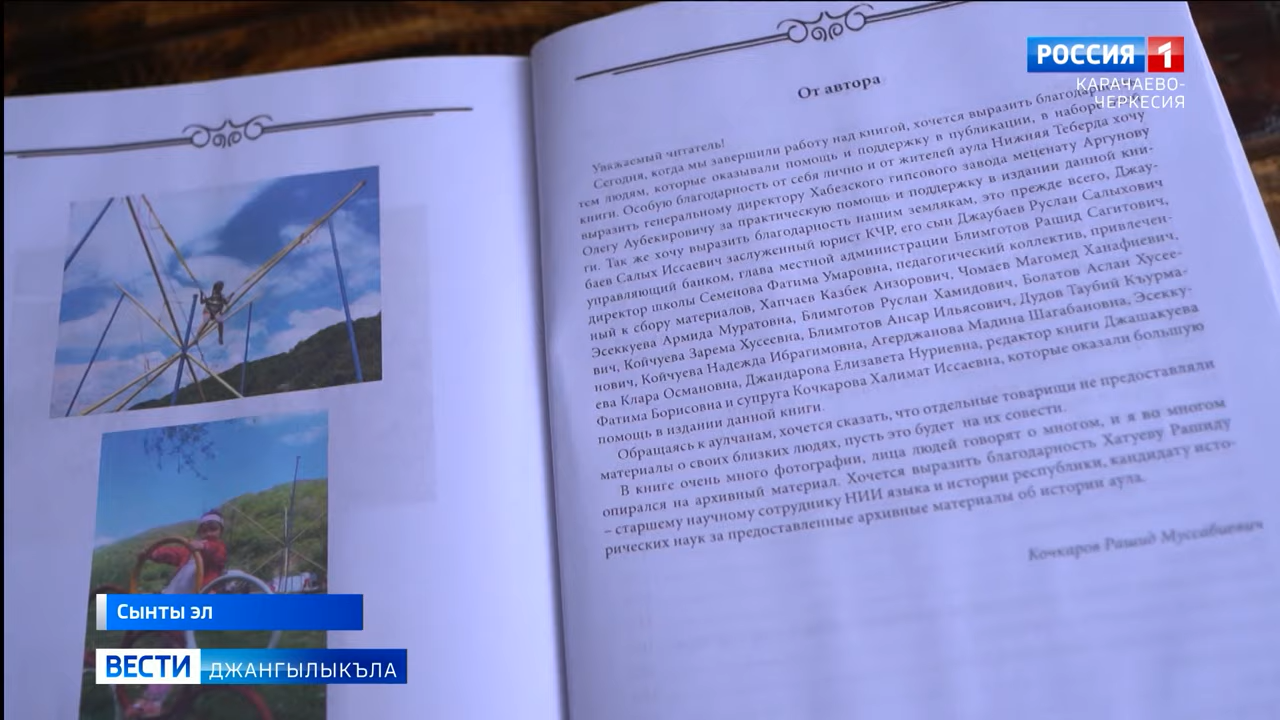 РОССИЯ 1
КАРАЧАЕВО-
ЧЕРКЕСИЯ
От автора
Уважаемый читатель!
Сегодня, когда мы завершили работу над книгой, хочется выразить
тем людям, которые оказывали помощь и поддержку в публикации, в наборе
книги. Особую благодарность от себя лично и от жителей аула Нижняя Теберда хочу
выразить генеральному директору Хабезского гипсового завода меценату Аргунову
Олегу Аубекировичу за практическую помощь и поддержку в издании данной кни-
ги. Так же хочу выразить благодарность нашим землякам, это прежде всего, Джау-
баев Салых Иссаевич заслуженный юрист КЧР, его сын Джаубаев Руслан Салыхович
управляющий банком, глава местной администрации Блимготов Рашид Сагитович,
директор школы Семенова Фатима Умаровна, педагогический коллектив, привлечен-
ный к сбору материалов, Хапчаев Казбек Анзорович, Чомаев Магомед Ханафиевич,
Эсеккуева Армида Муратовна, Блимготов Руслан Хамидович, Болатов Аслан Хусее-
вич, Койчуева Зарема Хусеевна, Блимготов Ансар Ильясович, Дудов Таубий Къурма-
нович, Койчуева Надежда Ибрагимовна, Агерджанова Мадина Шагабановна, Эсекку-
ева Клара Османовна, Джандарова Елизавета Нуриевна, редактор книги Джашакуева
Фатима Борисовна и супруга Кочкарова Халимат Иссаевна, которые оказали большую
помощь в издании данной книги.
Обращаясь к аулчанам, хочется сказать, что отдельные товарищи не предоставляли
материалы о своих близких людях, пусть это будет на их совести.
В книге очень много фотографии, лица людей говорят о многом, и я во многом
опирался на архивный материал. Хочется выразить благодарность Хатуеву Рашиду
– старшему научному сотруднику НИИ языка и истории республики, кандидату исто-
рических наук за предоставленные архивные материалы об истории аула.
Кочкаров Рашид Муссабиевич
Сынты эл
ВЕСТИ ДЖАНГЫЛЫКЪЛА